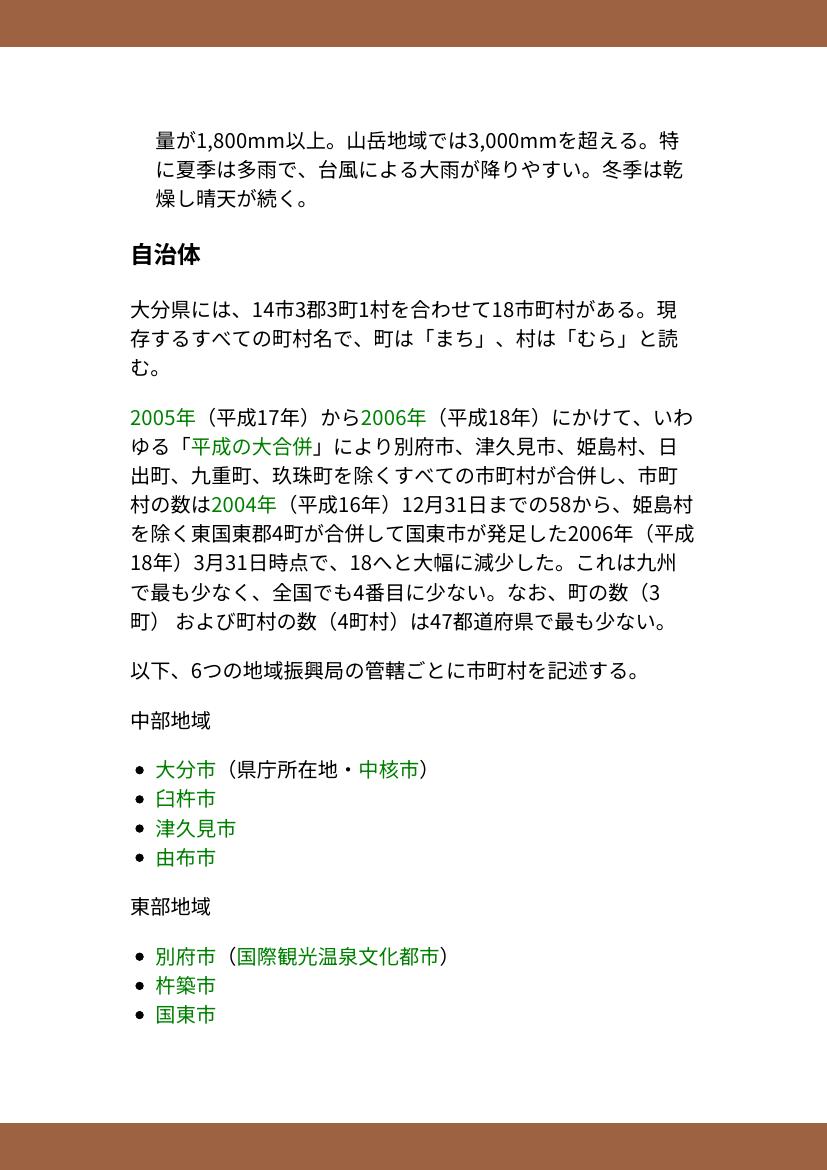 量が1,800mm以上。山岳地域では3,000mmを超える。特
に夏季は多雨で、台風による大雨が降りやすい。冬季は乾
燥し晴天が続く。
自治体
大分県には、14市3郡3町1村を合わせて18市町村がある。現
存するすべての町村名で、町は「まち」、村は「むら」と読
む。
2005年（平成17年）から2006年（平成18年）にかけて、いわ
ゆる「平成の大合併」により別府市、津久見市、姫島村、日
出町、九重町、玖珠町を除くすべての市町村が合併し、市町
村の数は2004年（平成16年）12月31日までの58から、姫島村
を除く東国東郡4町が合併して国東市が発足した2006年（平成
18年）3月31日時点で、18へと大幅に減少した。これは九州
で最も少なく、全国でも4番目に少ない。なお、町の数（3
町） および町村の数（4町村）は47都道府県で最も少ない。
以下、6つの地域振興局の管轄ごとに市町村を記述する。
中部地域
• 大分市（県庁所在地・中核市）
• 臼杵市
• 津久見市
• 由布市
東部地域
• 別府市（国際観光温泉文化都市）
• 杵築市
• 国東市